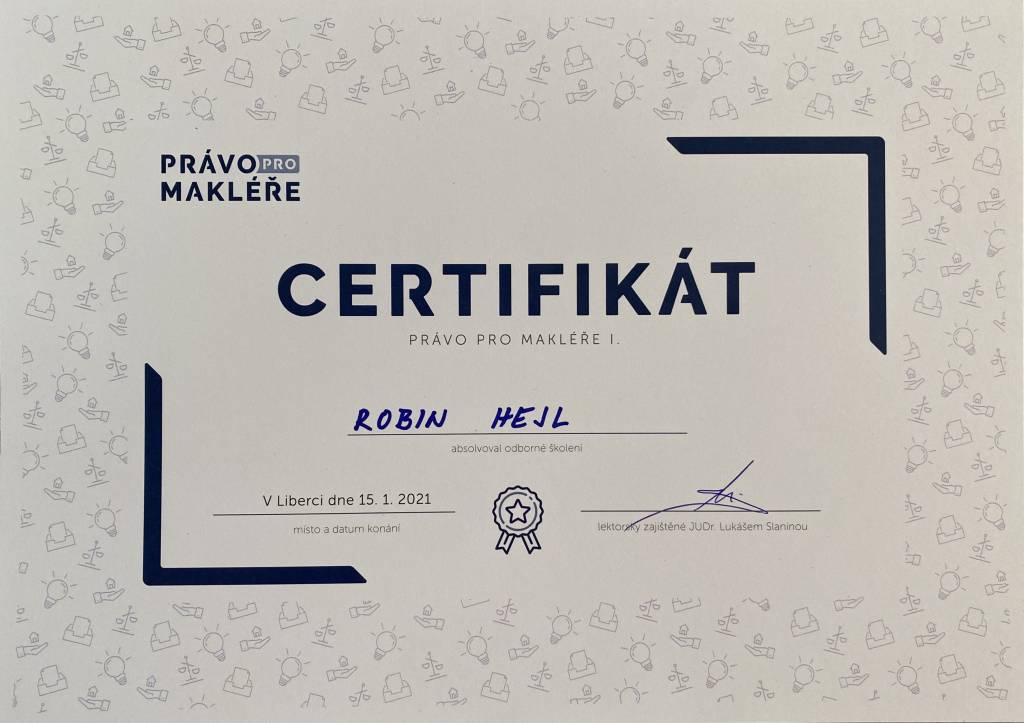 PRÁVO PRO
MAKLÉŘE
CERTIFIKÁT
PRÁVO PRO MAKLÉŘE I.
ROBIN HEJL
absolvoval odborné školení
V Liberci dne 15. 1. 2021
místo a datum konání
lektorsky zajištěné JUDr. Lukášem Slaninou